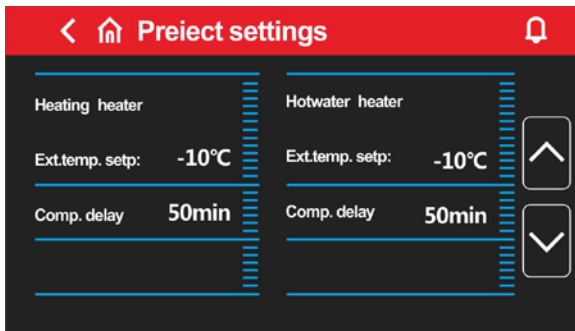 Preiect settings
Heating heater
Ext.temp. setp: -10℃
Comp. delay 50min
Hotwater heater
Ext.temp. setp: -10℃
Comp. delay 50min